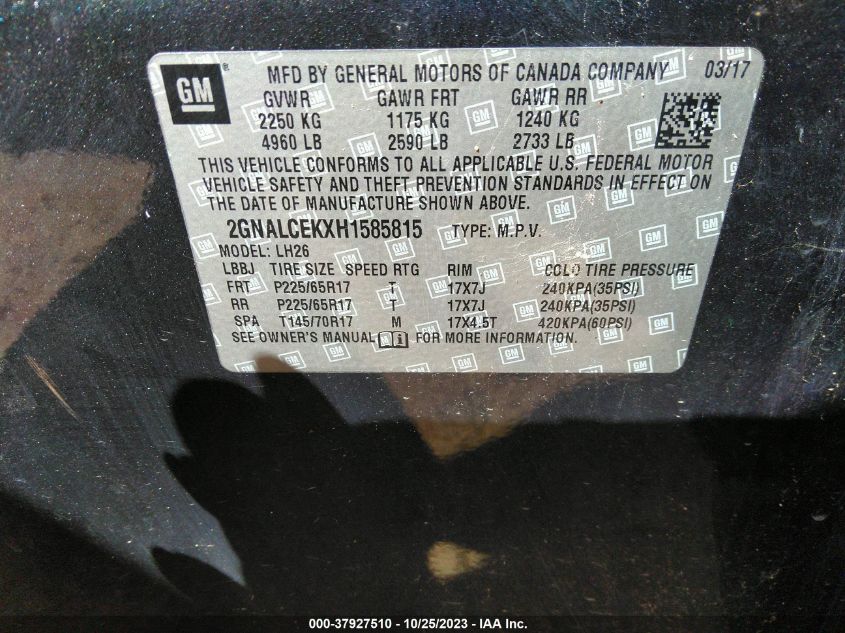 GM ® MFD BY GENERAL MOTORS OF CANADA COMPANY 03/17
GVWR GAWR FRT GAWR RR
2250 KG 1175 KG 1240 KG
4960 LB 2590 LB 2733 LB
THIS VEHICLE CONFORMS TO ALL APPLICABLE U.S. FEDERAL MOTOR
VEHICLE SAFETY AND THEFT PREVENTION STANDARDS IN EFFECT ON
THE DATE OF MANUFACTURE SHOWN ABOVE.
2GNALCEKXH1585815 TYPE: M.P.V.
MODEL: LH26
LBBJ TIRE SIZE SPEED RTG RIM COLD TIRE PRESSURE
FRT P225/65R17 T 17X7J 240KPA(35PSI)
RR P225/65R17 T 17X7J 240KPA(35PSI)
SPA T145/70R17 M 17X4.5T 420KPA(60PSI)
SEE OWNER'S MANUAL FOR MORE INFORMATION.
000-37927510 - 10/25/2023 - IAA Inc.